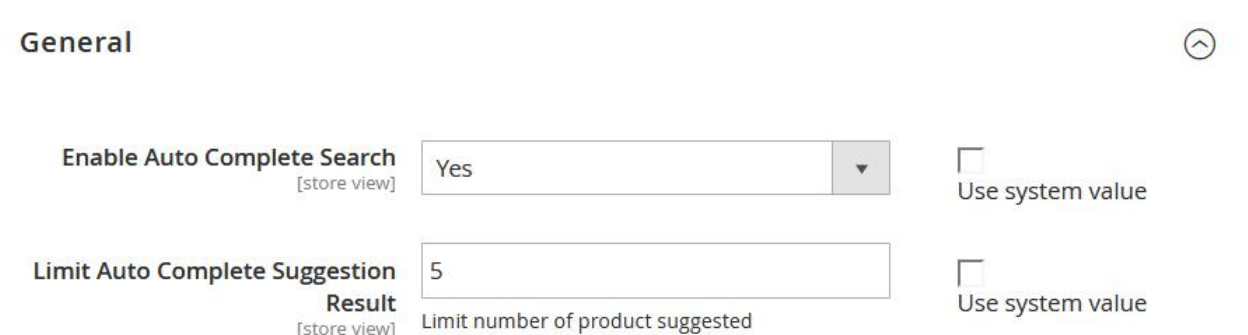 General
Enable Auto Complete Search
[store view]
Yes
Use system value
Limit Auto Complete Suggestion
Result
[store view]
5
Limit number of product suggested
Use system value